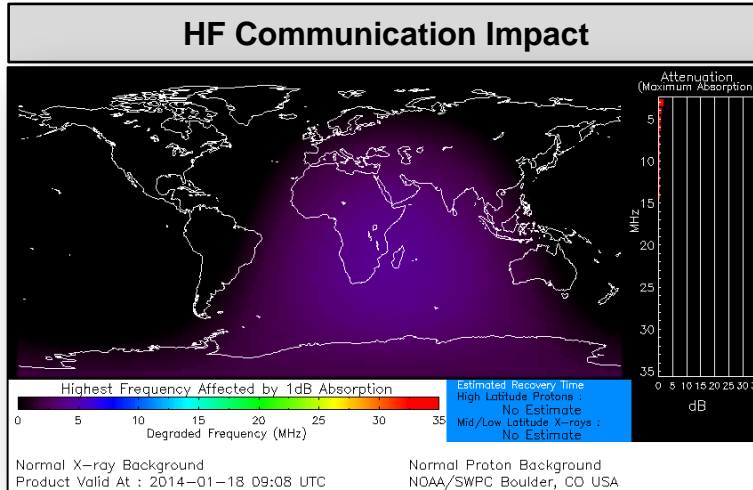 HF Communication Impact
Attenuation
(Maximum Absorption
5
10
15
20
25
30
35
MHz
0 5 10 15 20 25 30
dB
Highest Frequency Affected by 1dB Absorption
0 5 10 15 20 25 30 35
Degraded Frequency (MHz)
Estimated Recovery Time
High Latitude Protons :
No Estimate
Mid/Low Latitude X-rays :
No Estimate
Normal X-ray Background
Product Valid At : 2014-01-18 09:08 UTC
Normal Proton Background
NOAA/SWPC Boulder, CO USA